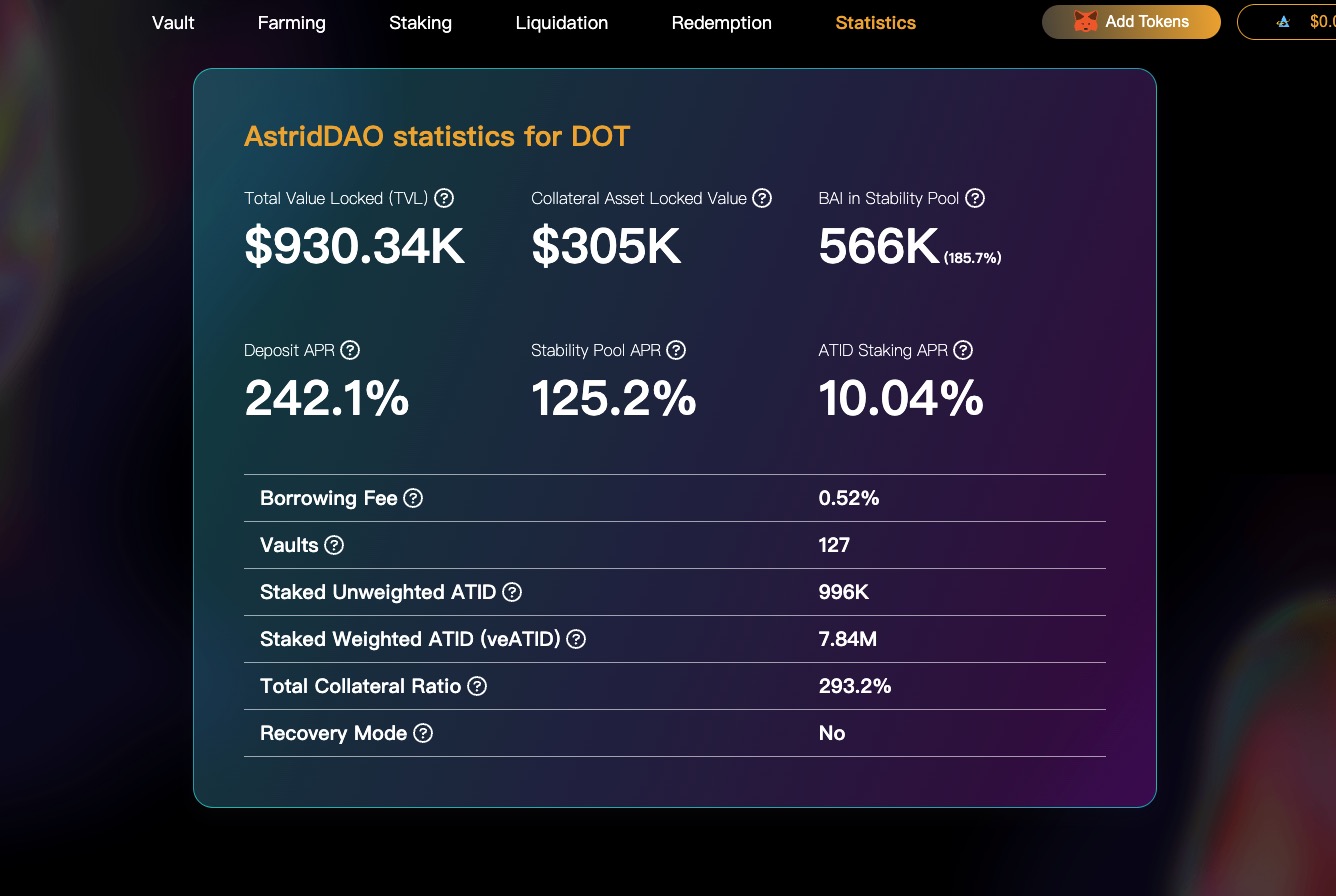 Vault Farming Staking Liquidation Redemption Statistics Add Tokens
AstridDAO statistics for DOT
Total Value Locked (TVL) ? Collateral Asset Locked Value ? BAI in Stability Pool ?
$930.34K $305K 566K (185.7%)
Deposit APR ? Stability Pool APR ? ATID Staking APR ?
242.1% 125.2% 10.04%
Borrowing Fee ? 0.52%
Vaults ? 127
Staked Unweighted ATID ? 996K
Staked Weighted ATID (veATID) ? 7.84M
Total Collateral Ratio ? 293.2%
Recovery Mode ? No